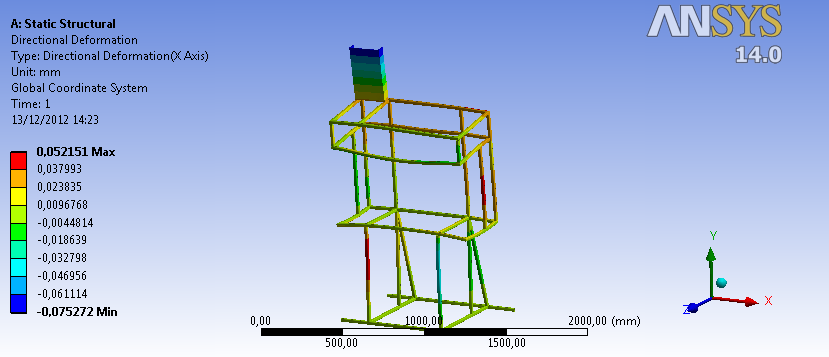 A: Static Structural
Directional Deformation
Type: Directional Deformation(X Axis)
Unit: mm
Global Coordinate System
Time: 1
13/12/2012 14:23
0,052151 Max
0,037993
0,023835
0,0096768
-0,0044814
-0,018639
-0,032798
-0,046956
-0,061114
-0,075272 Min
ANSYS
14.0
Y
X
Z
0,00
1000,00
2000,00 (mm)
500,00
1500,00